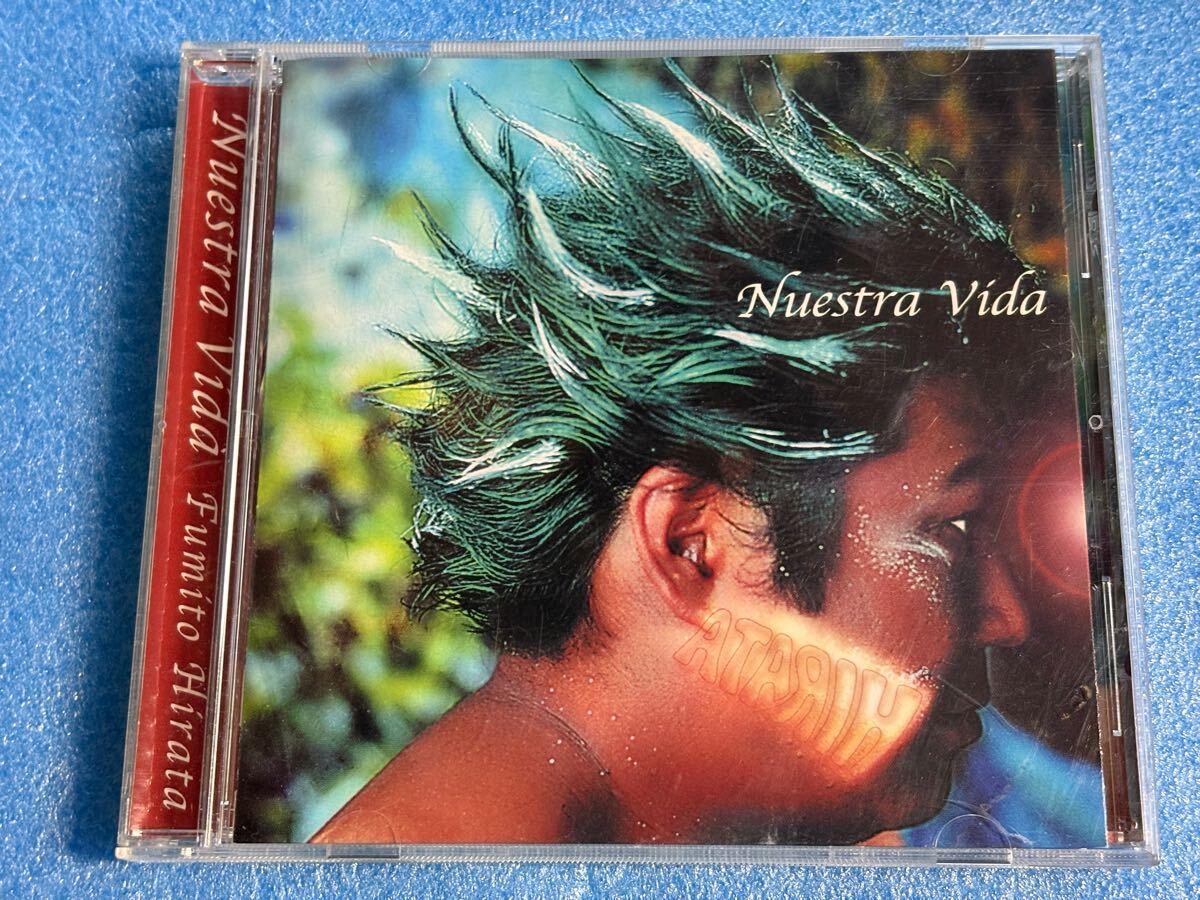 Nuestra Vida \ Fumito Hirata
Nuestra Vida
HIRATA